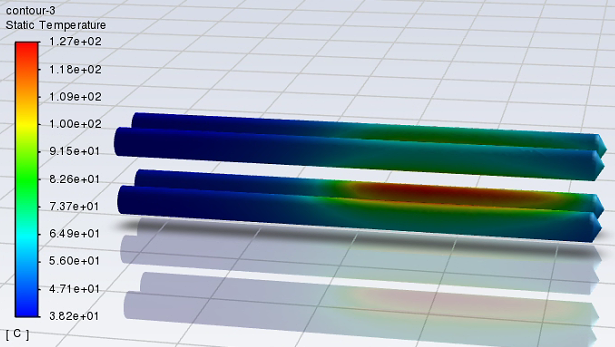 contour-3
Static Temperature
1.27e+02
1.18e+02
1.09e+02
1.00e+02
9.15e+01
8.26e+01
7.37e+01
6.49e+01
5.60e+01
4.71e+01
3.82e+01
[ C ]